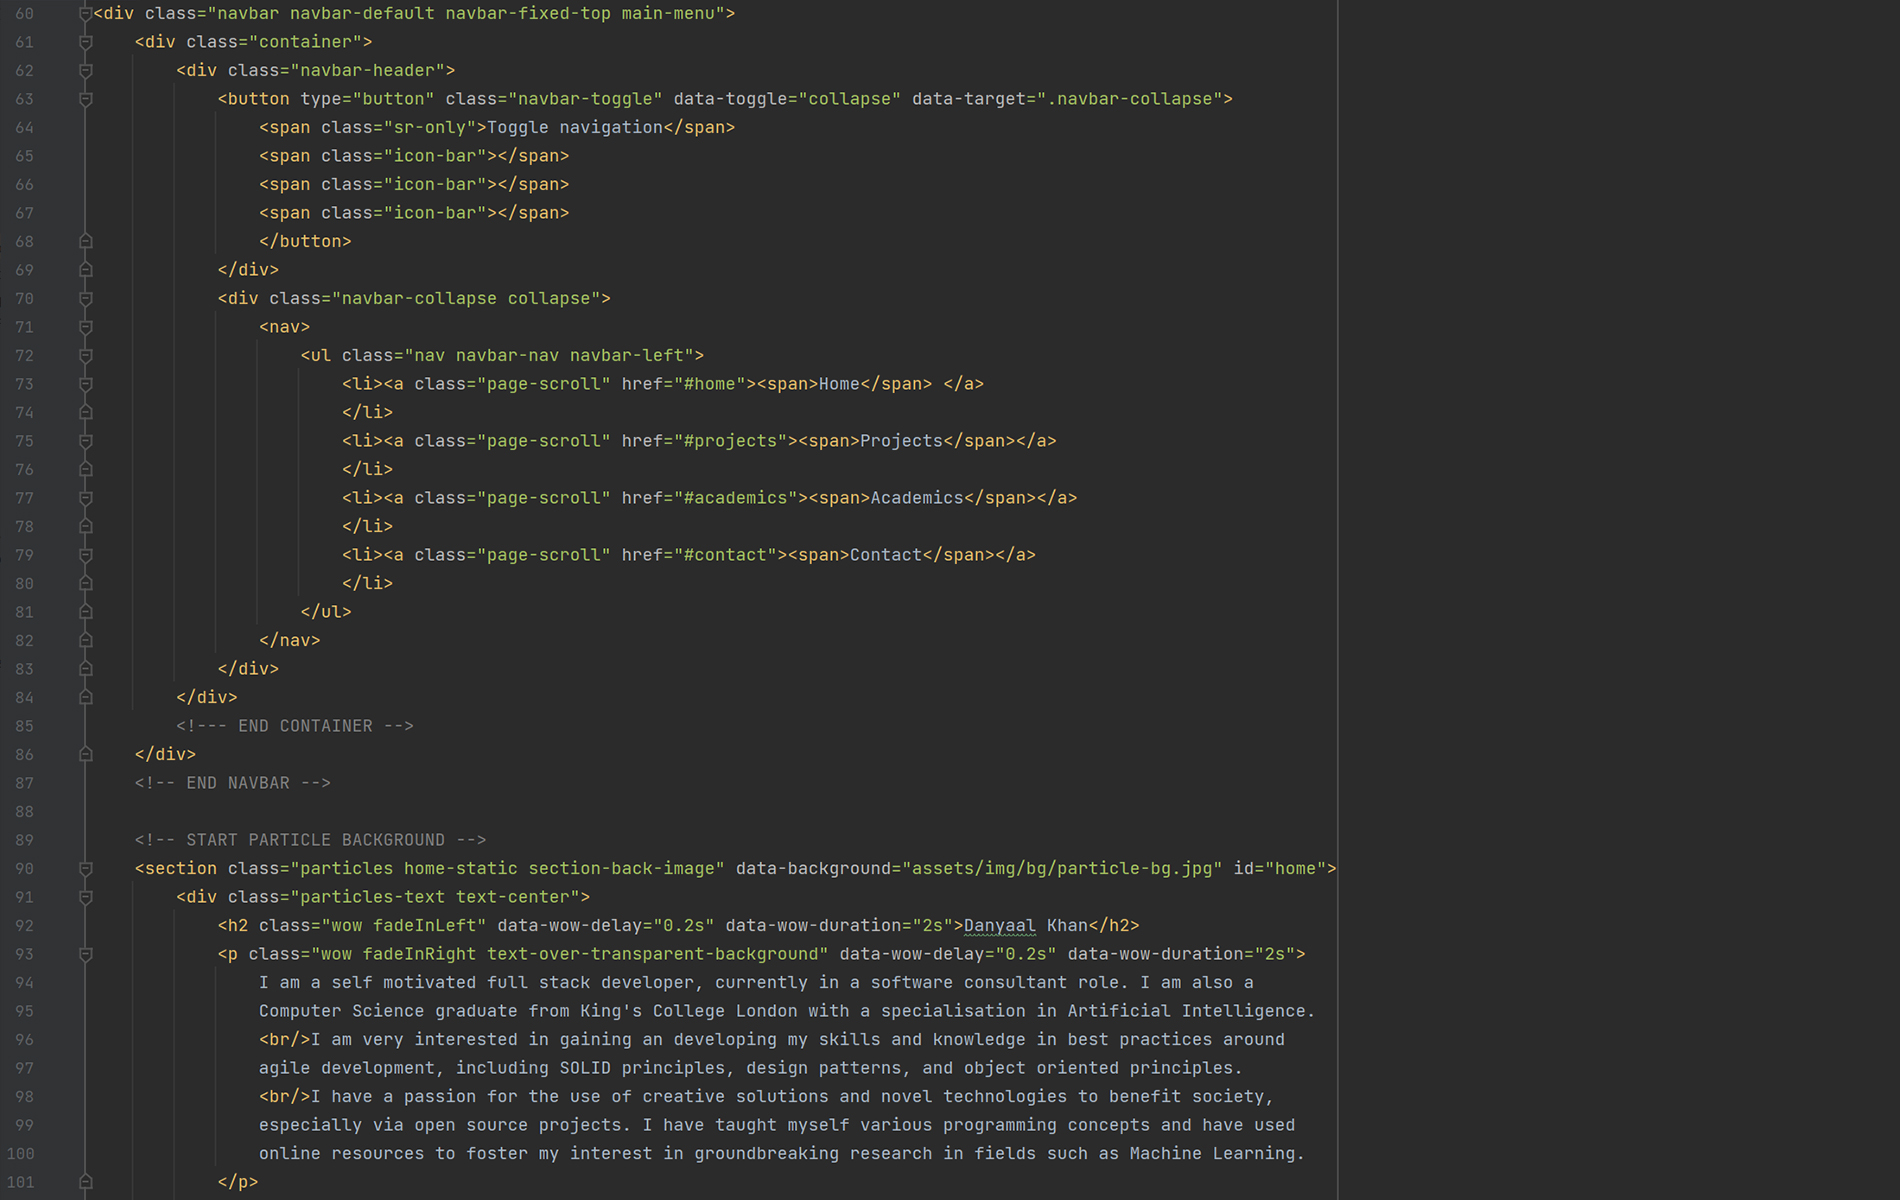 60 <div class="navbar navbar-default navbar-fixed-top main-menu">
61 <div class="container">
62 <div class="navbar-header">
63 <button type="button" class="navbar-toggle" data-toggle="collapse" data-target=".navbar-collapse">
64 <span class="sr-only">Toggle navigation</span>
65 <span class="icon-bar"></span>
66 <span class="icon-bar"></span>
67 <span class="icon-bar"></span>
68 </button>
69 </div>
70 <div class="navbar-collapse collapse">
71 <nav>
72 <ul class="nav navbar-nav navbar-left">
73 <li><a class="page-scroll" href="#home"><span>Home</span> </a>
74 </li>
75 <li><a class="page-scroll" href="#projects"><span>Projects</span></a>
76 </li>
77 <li><a class="page-scroll" href="#academics"><span>Academics</span></a>
78 </li>
79 <li><a class="page-scroll" href="#contact"><span>Contact</span></a>
80 </li>
81 </ul>
82 </nav>
83 </div>
84 </div>
85 <!--- END CONTAINER -->
86 </div>
87 <!-- END NAVBAR -->
88
89 <!-- START PARTICLE BACKGROUND -->
90 <section class="particles home-static section-back-image" data-background="assets/img/bg/particle-bg.jpg" id="home">
91 <div class="particles-text text-center">
92 <h2 class="wow fadeInLeft" data-wow-delay="0.2s" data-wow-duration="2s">Danyaal Khan</h2>
93 <p class="wow fadeInRight text-over-transparent-background" data-wow-delay="0.2s" data-wow-duration="2s">
94 I am a self motivated full stack developer, currently in a software consultant role. I am also a
95 Computer Science graduate from King's College London with a specialisation in Artificial Intelligence.
96 <br/>I am very interested in gaining an developing my skills and knowledge in best practices around
97 agile development, including SOLID principles, design patterns, and object oriented principles.
98 <br/>I have a passion for the use of creative solutions and novel technologies to benefit society,
99 especially via open source projects. I have taught myself various programming concepts and have used
100 online resources to foster my interest in groundbreaking research in fields such as Machine Learning.
101 </p>